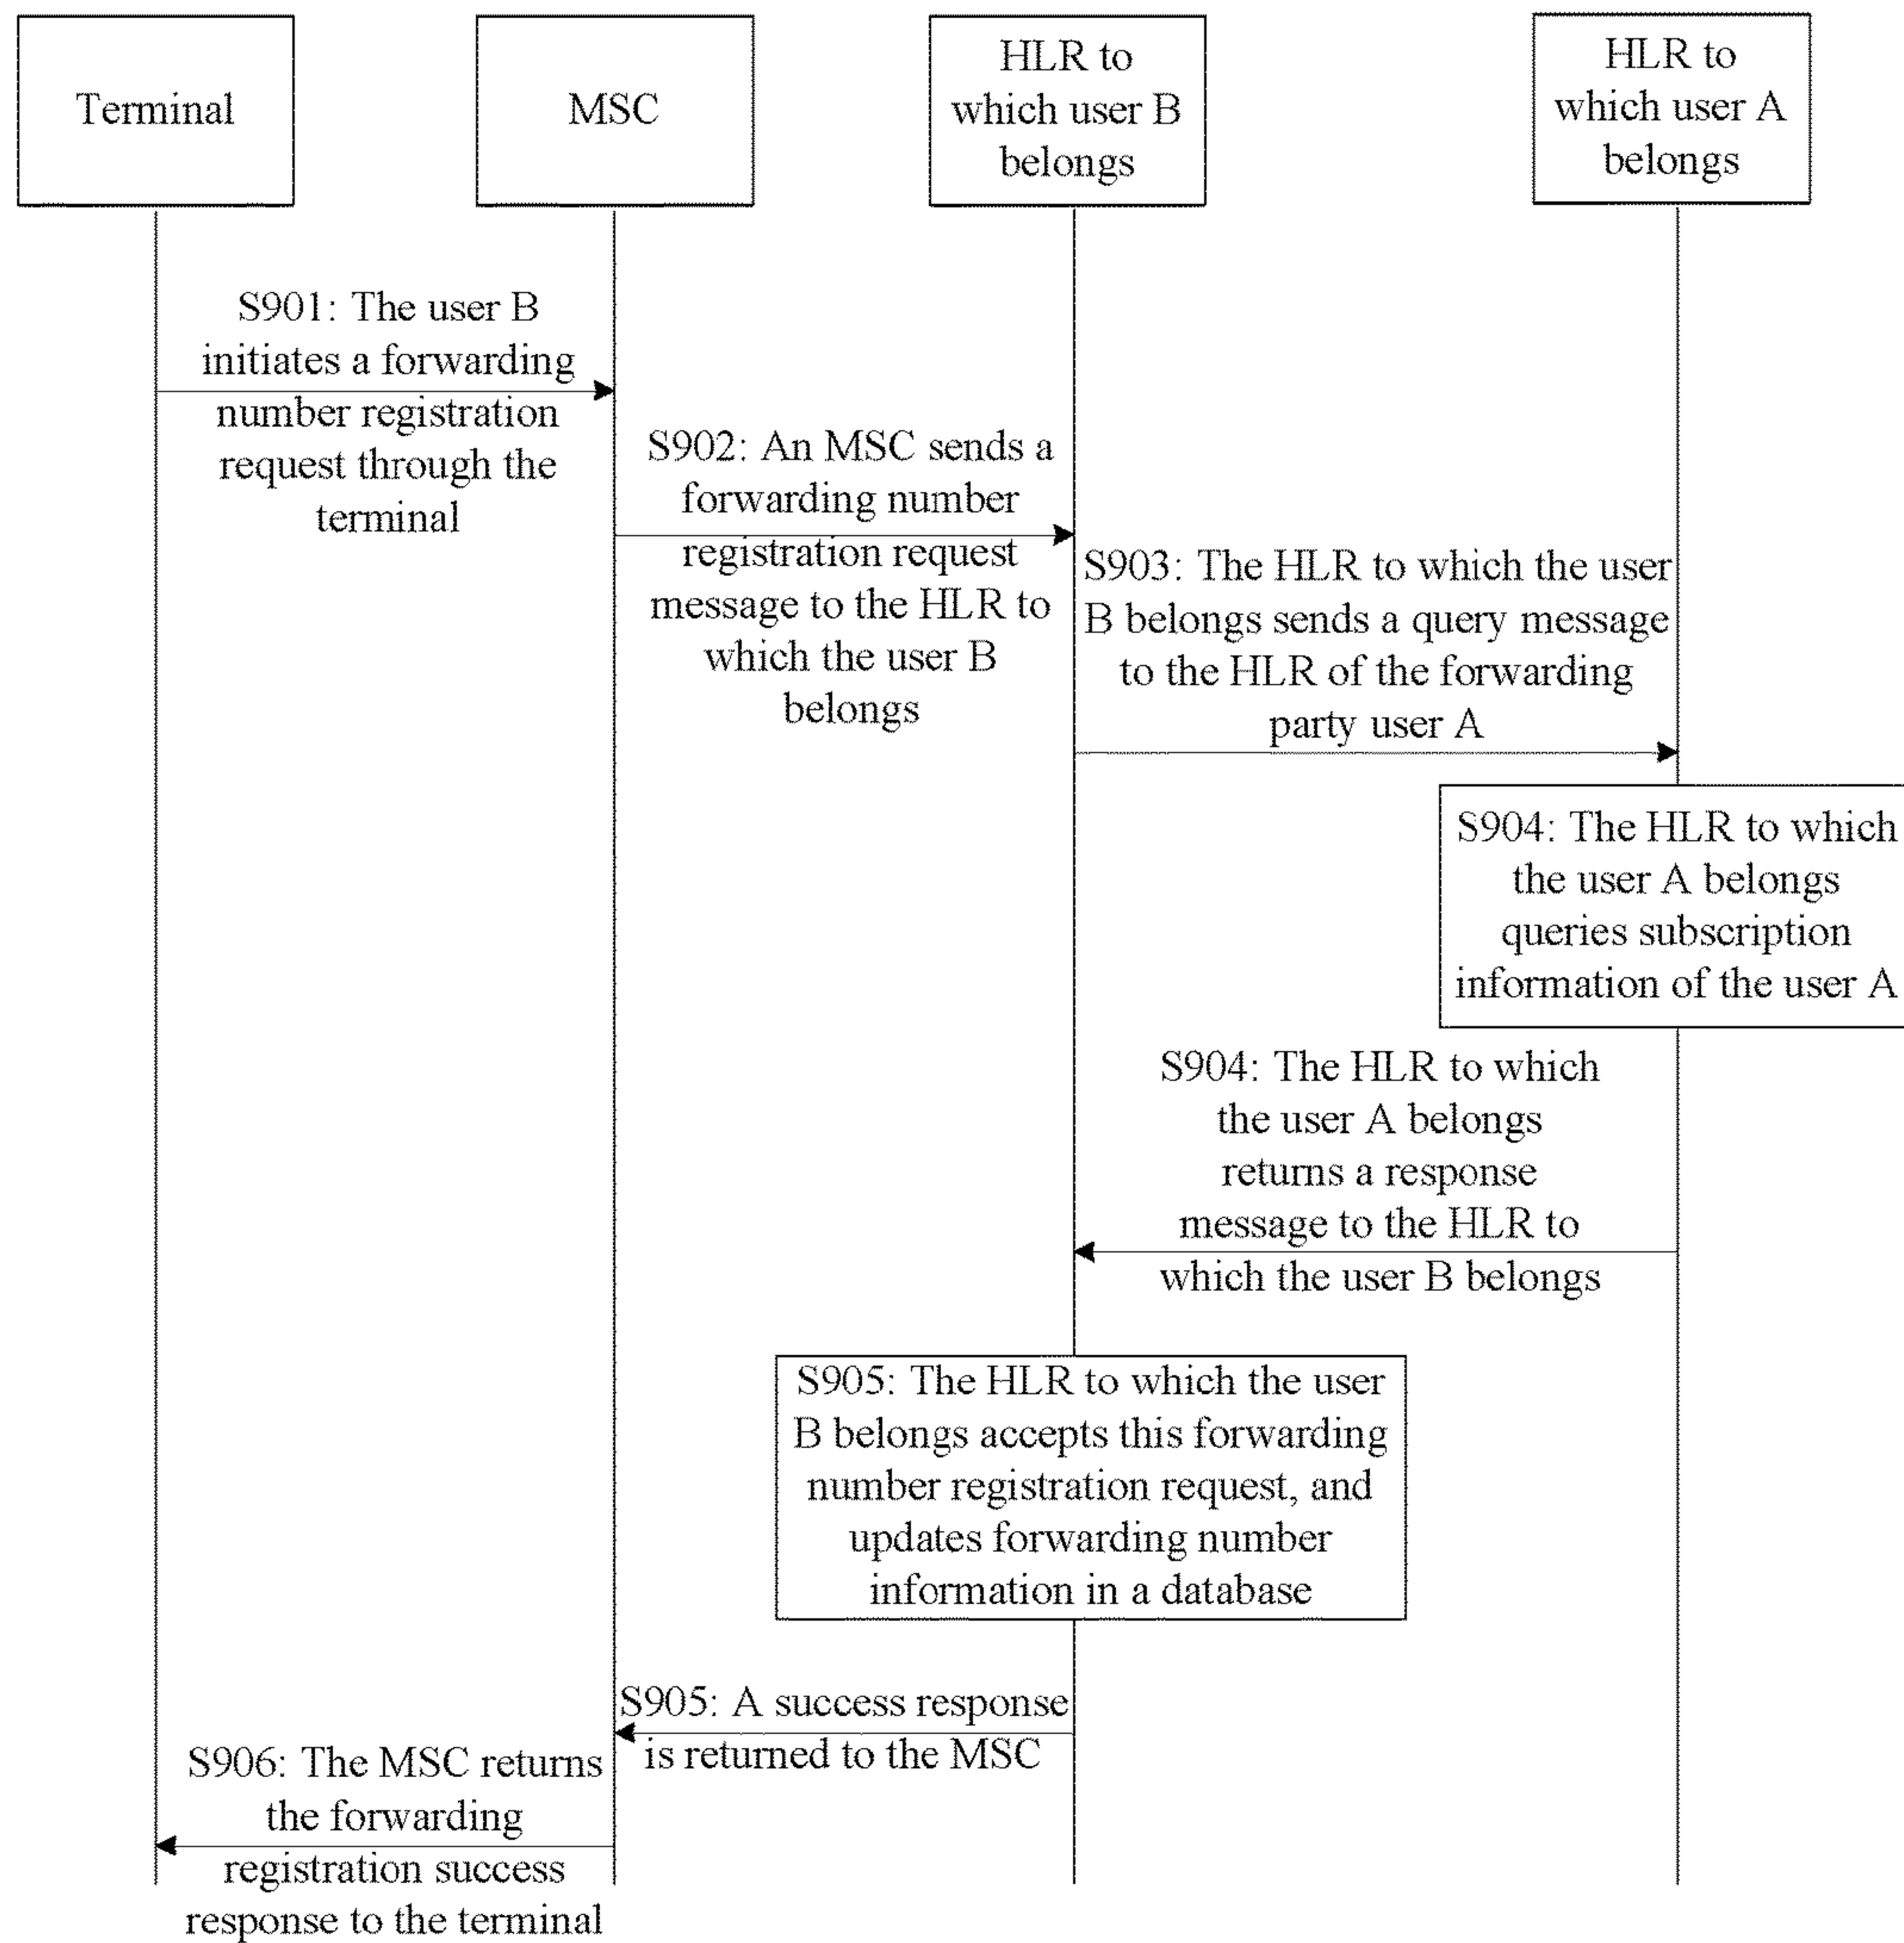 Terminal
MSC
HLR to
which user B
belongs
HLR to
which user A
belongs
S901: The user B
initiates a forwarding
number registration
request through the
terminal
S902: An MSC sends a
forwarding number
registration request
message to the HLR to
which the user B
belongs
S903: The HLR to which the user
B belongs sends a query message
to the HLR of the forwarding
party user A
S904: The HLR to which
the user A belongs
queries subscription
information of the user A
S904: The HLR to which
the user A belongs
returns a response
message to the HLR to
which the user B belongs
S905: The HLR to which the user
B belongs accepts this forwarding
number registration request, and
updates forwarding number
information in a database
S905: A success response
is returned to the MSC
S906: The MSC returns
the forwarding
registration success
response to the terminal